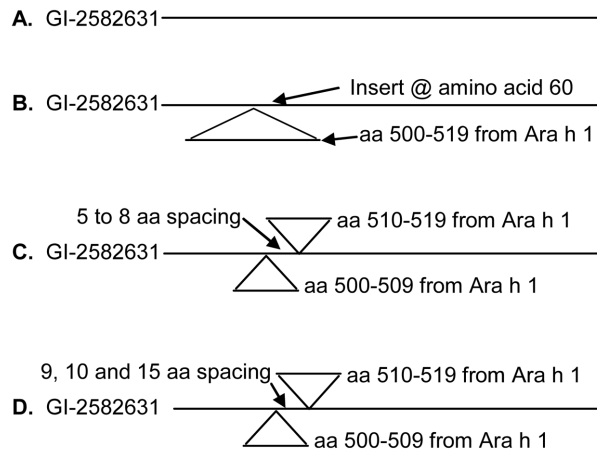 A. GI-2582631
B. GI-2582631
Insert @ amino acid 60
aa 500-519 from Ara h 1
5 to 8 aa spacing
aa 510-519 from Ara h 1
C. GI-2582631
aa 500-509 from Ara h 1
9, 10 and 15 aa spacing
aa 510-519 from Ara h 1
D. GI-2582631
aa 500-509 from Ara h 1